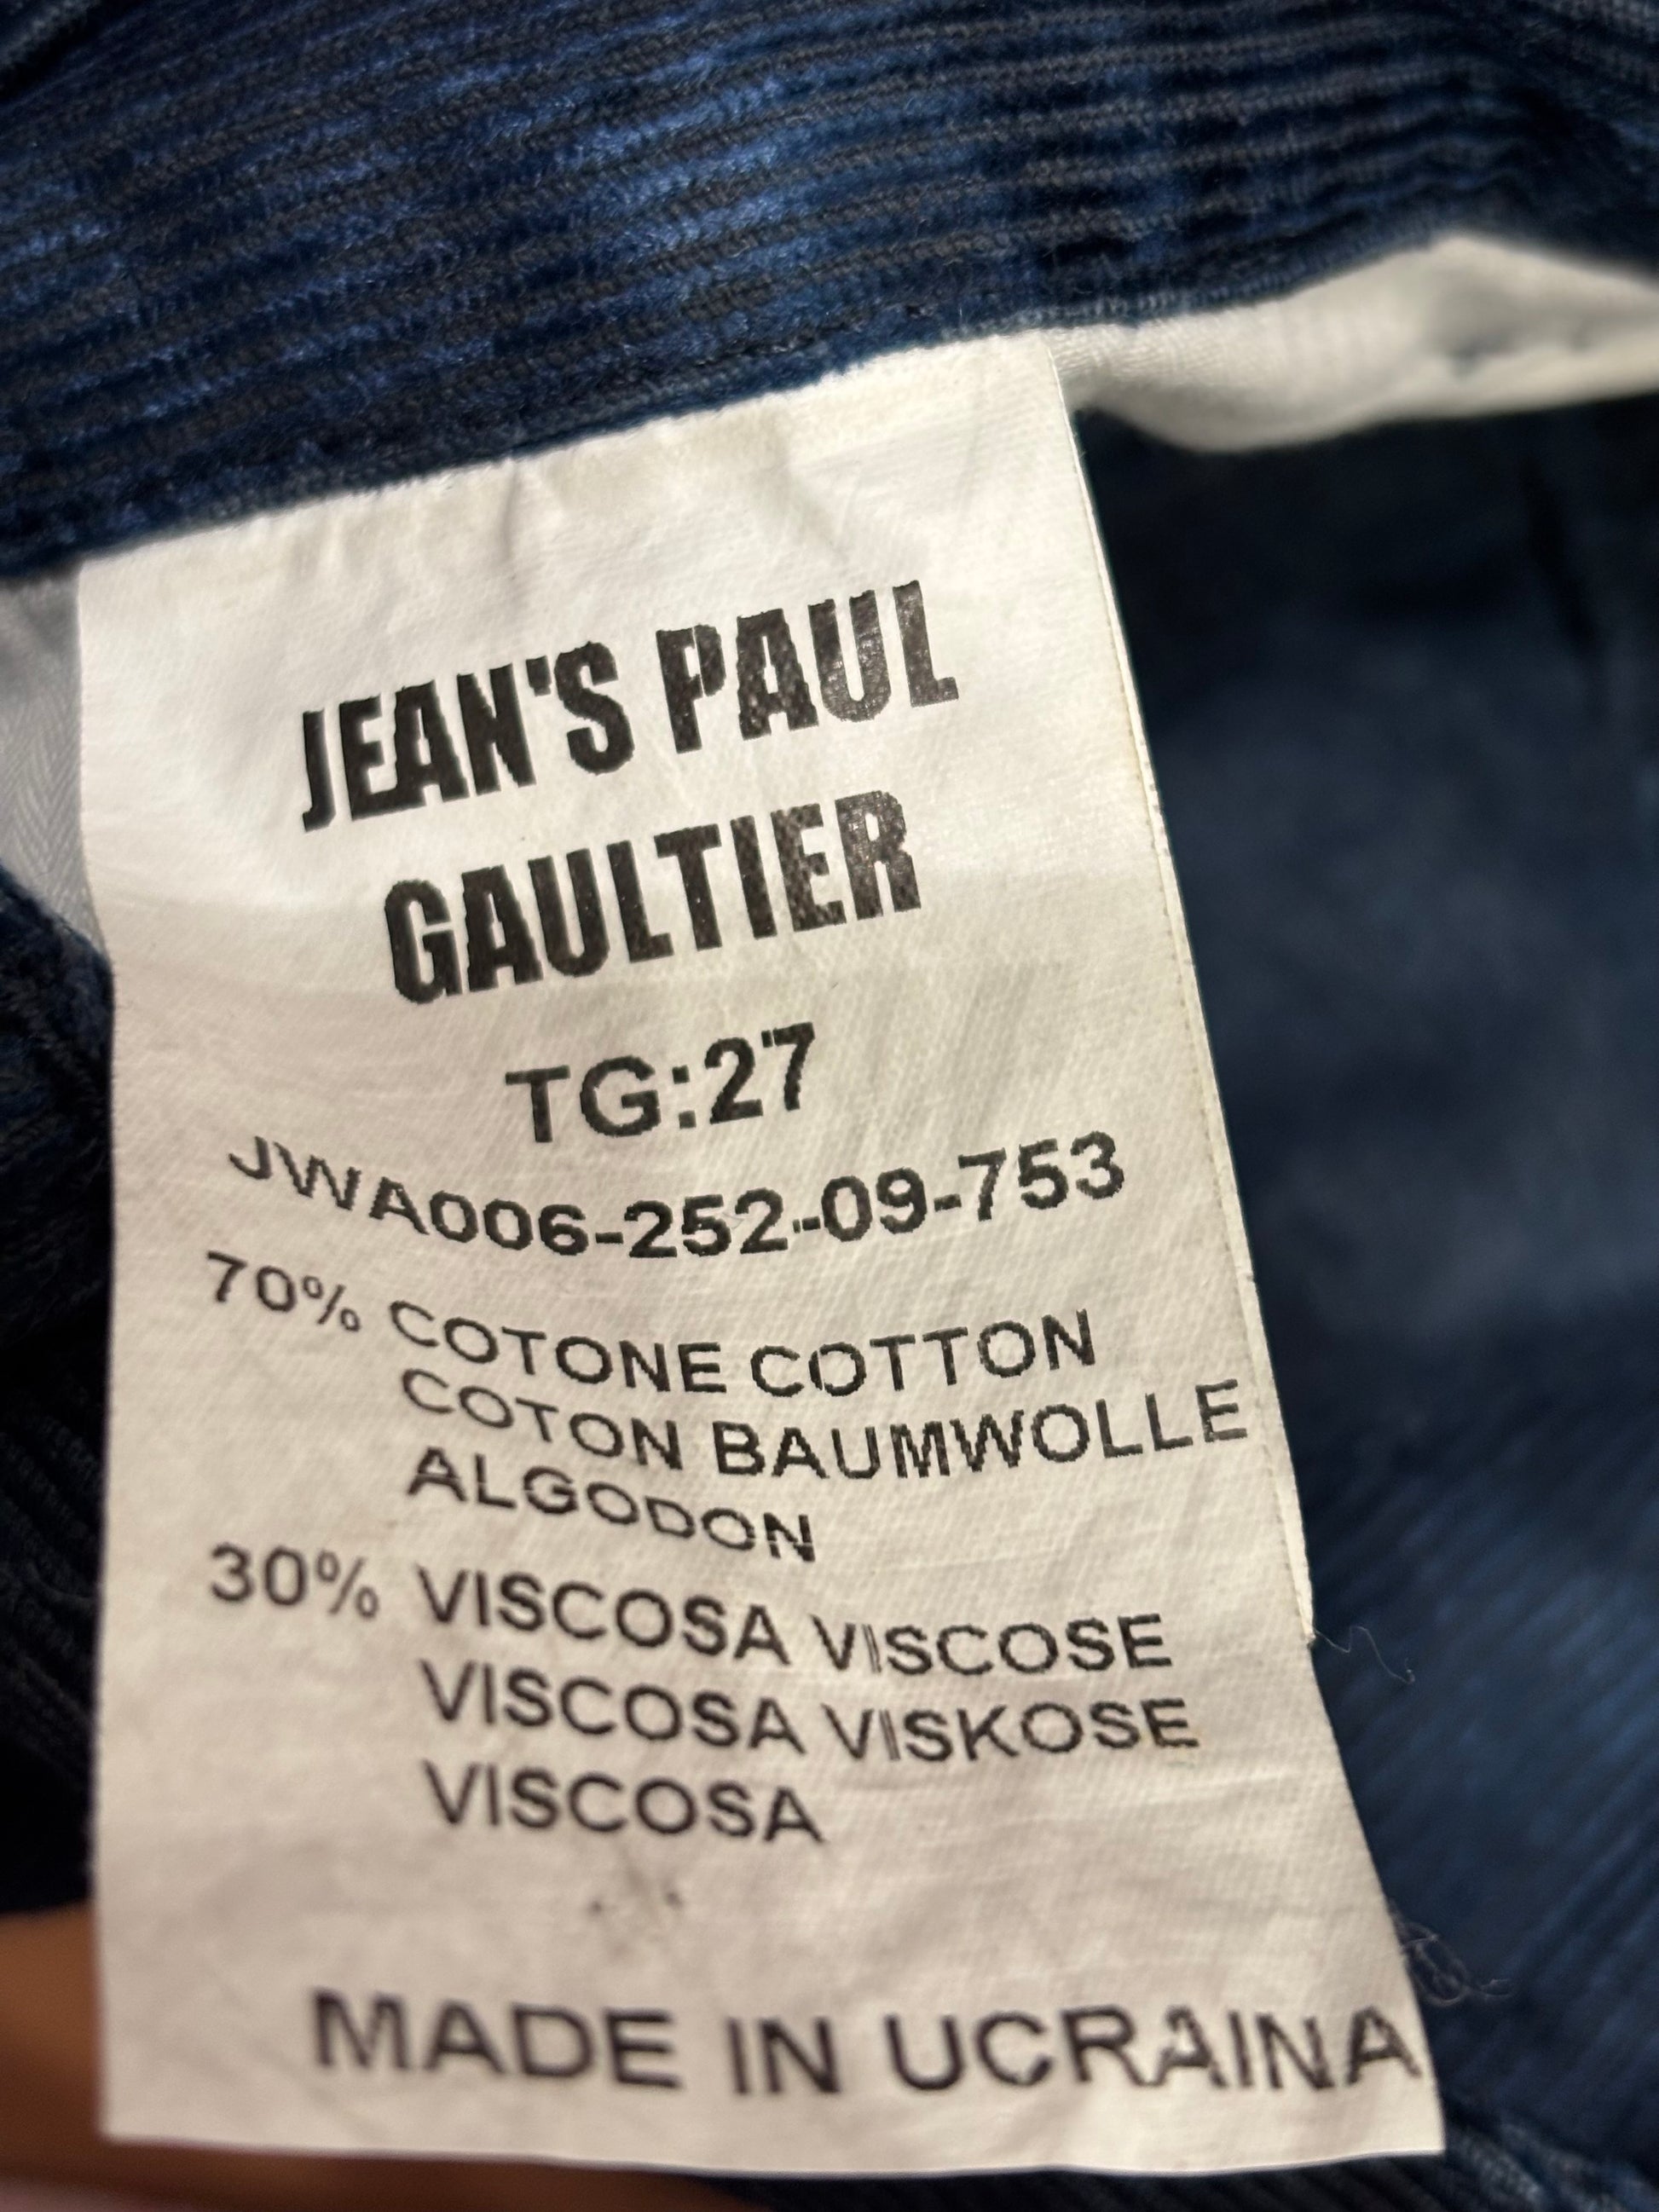 JEAN'S PAUL
GAULTIER
TG:27
JWA006-252-09-753
70% COTONE COTTON
COTON BAUMWOLLE
ALGODON
30% VISCOSA VISCOSE
VISCOSA VISKOSE
VISCOSA
MADE IN UCRAINA